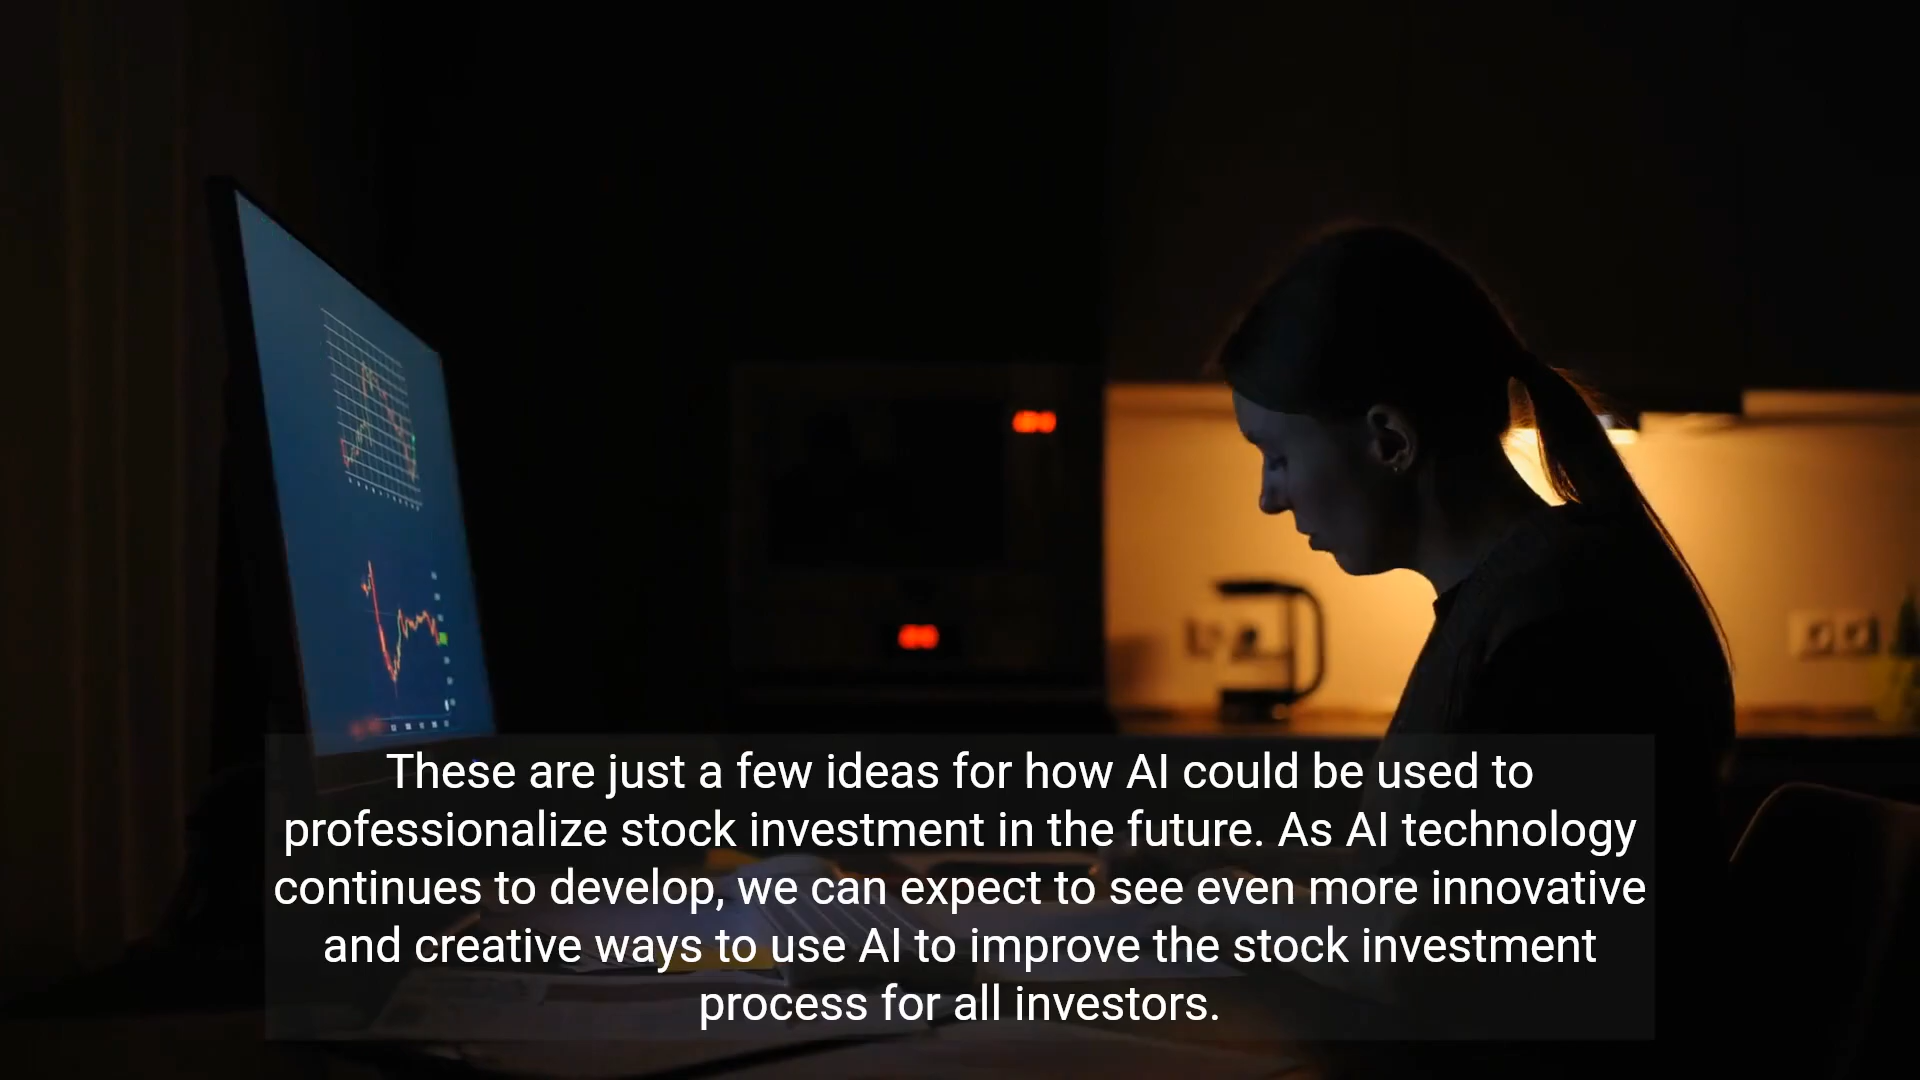 These are just a few ideas for how AI could be used to
professionalize stock investment in the future. As AI technology
continues to develop, we can expect to see even more innovative
and creative ways to use AI to improve the stock investment
process for all investors.